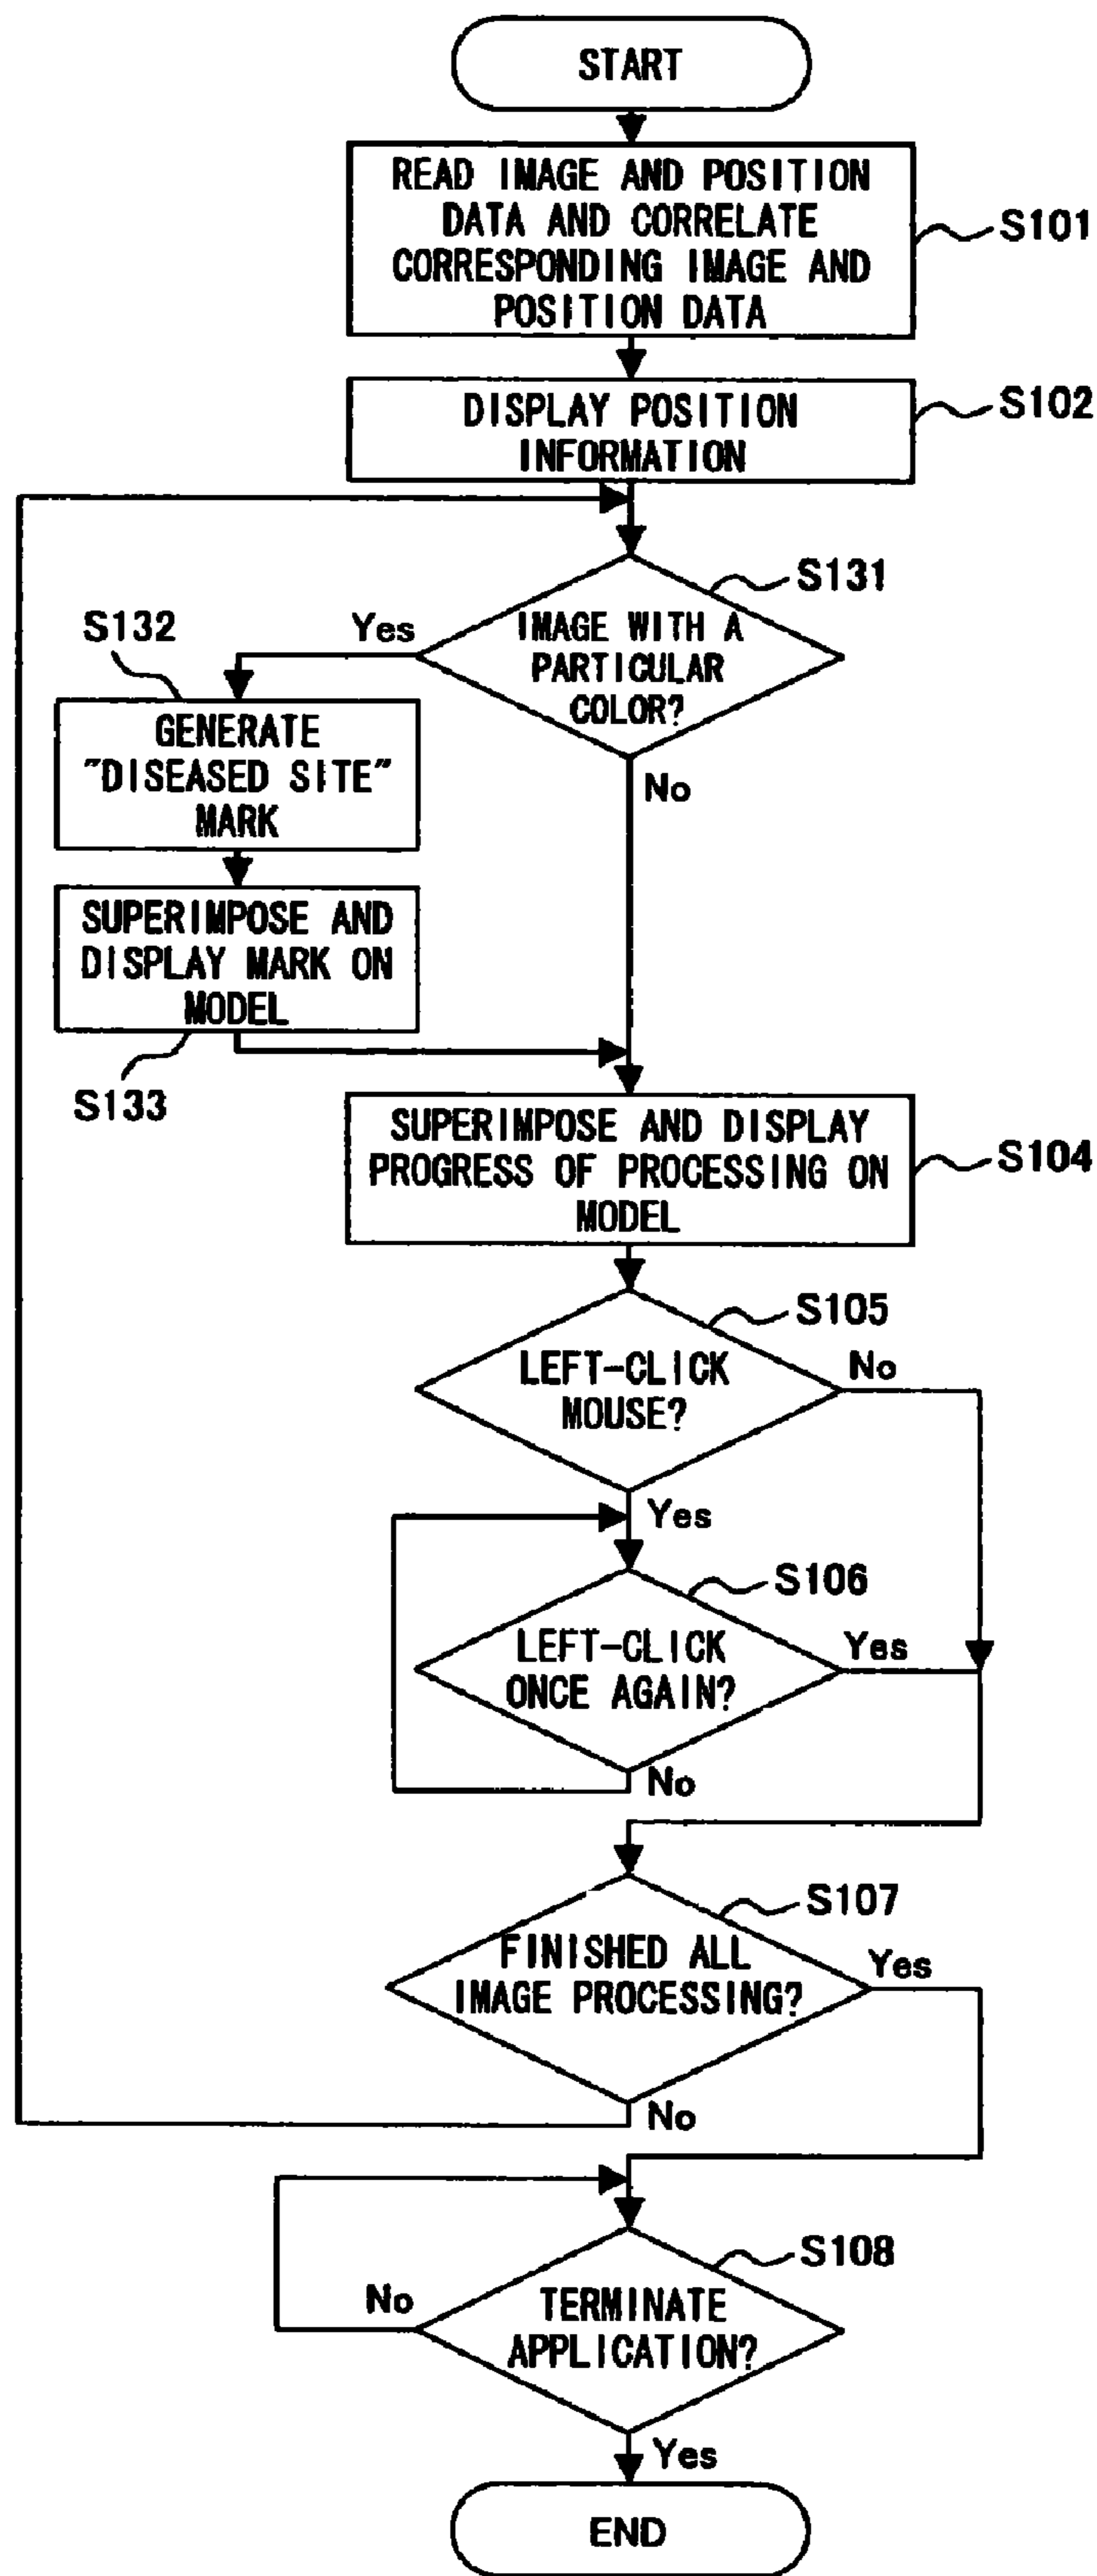 START
READ IMAGE AND POSITION
DATA AND CORRELATE
CORRESPONDING IMAGE AND
POSITION DATA
S101
DISPLAY POSITION
INFORMATION
S102
IMAGE WITH A
PARTICULAR
COLOR?
S131
Yes
No
S132
GENERATE
"DISEASED SITE"
MARK
SUPERIMPOSE AND
DISPLAY MARK ON
MODEL
S133
SUPERIMPOSE AND DISPLAY
PROGRESS OF PROCESSING ON
MODEL
S104
LEFT-CLICK
MOUSE?
S105
No
Yes
LEFT-CLICK
ONCE AGAIN?
S106
Yes
No
FINISHED ALL
IMAGE PROCESSING?
S107
Yes
No
TERMINATE
APPLICATION?
S108
No
Yes
END